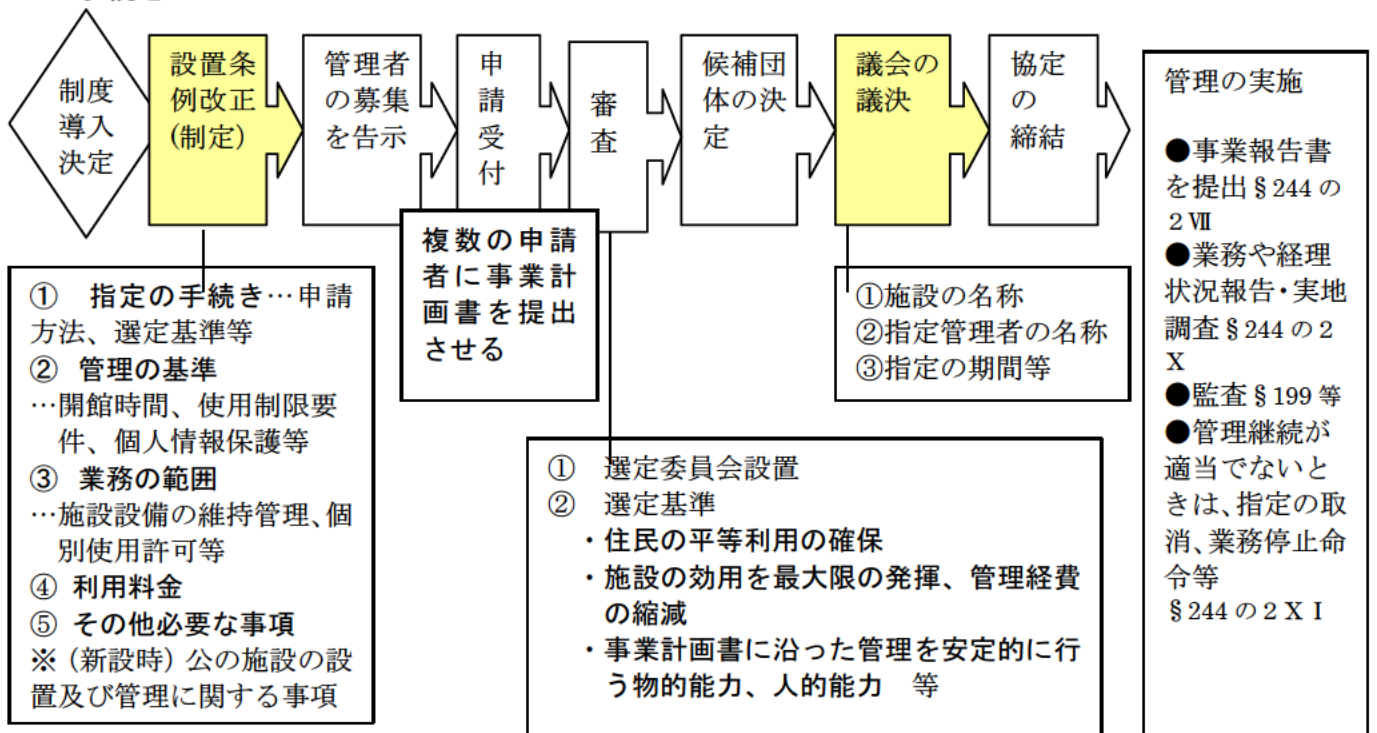 制度
導入
決定
設置条
例改正
(制定)
管理者
の募集
を告示
申
請
受
付
審
査
候補団
体の決
定
議会の
議決
協定
の
締結
管理の実施
●事業報告書
を提出§244の
2Ⅶ
●業務や経理
状況報告・実地
調査§244の2
X
●監査§199等
●管理継続が
適当でないと
きは、指定の取
消、業務停止命
令等
§244の2ＸＩ
複数の申請
者に事業計
画書を提出
させる
① 指定の手続き…申請
方法、選定基準等
② 管理の基準
…開館時間、使用制限要
件、個人情報保護等
③ 業務の範囲
…施設設備の維持管理、個
別使用許可等
④ 利用料金
⑤ その他必要な事項
※（新設時）公の施設の設
置及び管理に関する事項
①施設の名称
②指定管理者の名称
③指定の期間等
① 選定委員会設置
② 選定基準
・住民の平等利用の確保
・施設の効用を最大限の発揮、管理経費
の縮減
・事業計画書に沿った管理を安定的に行
う物的能力、人的能力　等